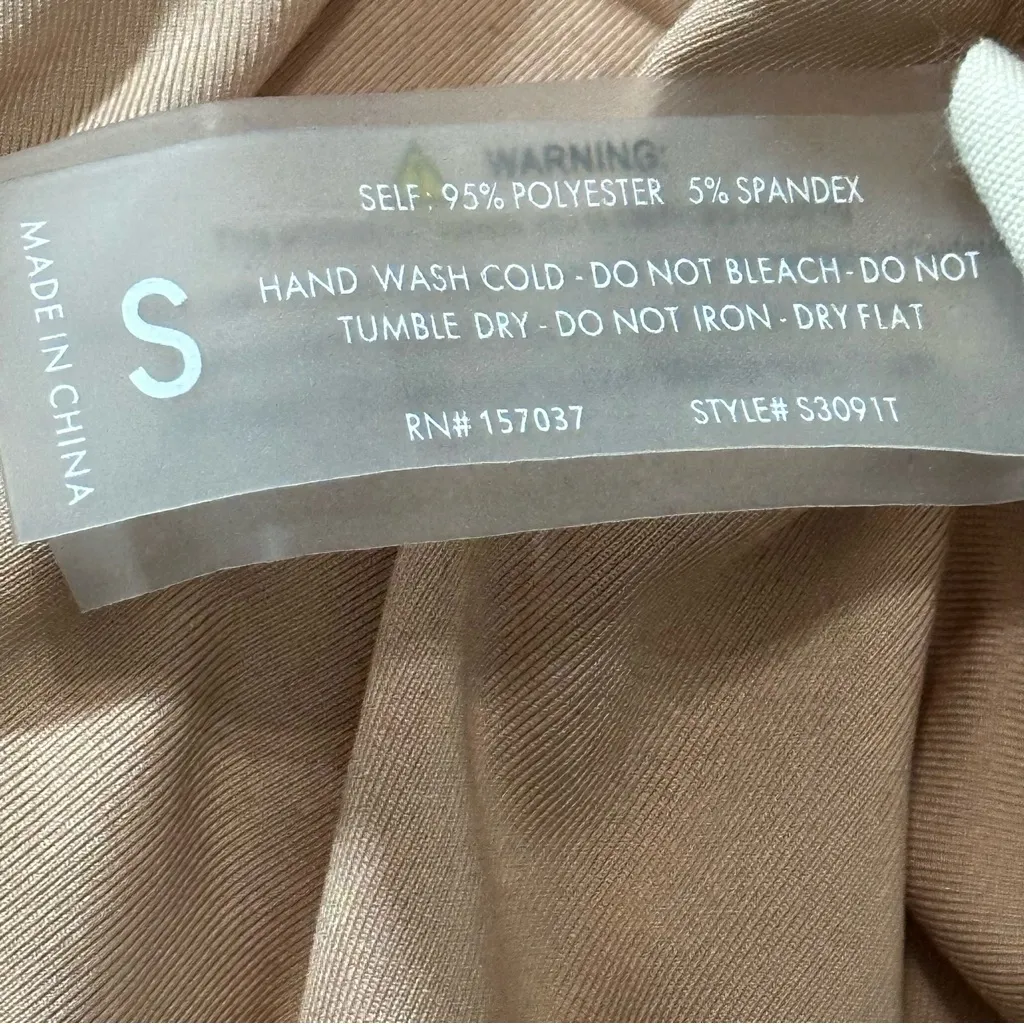 WARNING:
SELF: 95% POLYESTER 5% SPANDEX
HAND WASH COLD - DO NOT BLEACH - DO NOT
TUMBLE DRY - DO NOT IRON - DRY FLAT
RN# 157037 STYLE# S3091T
S
MADE IN CHINA